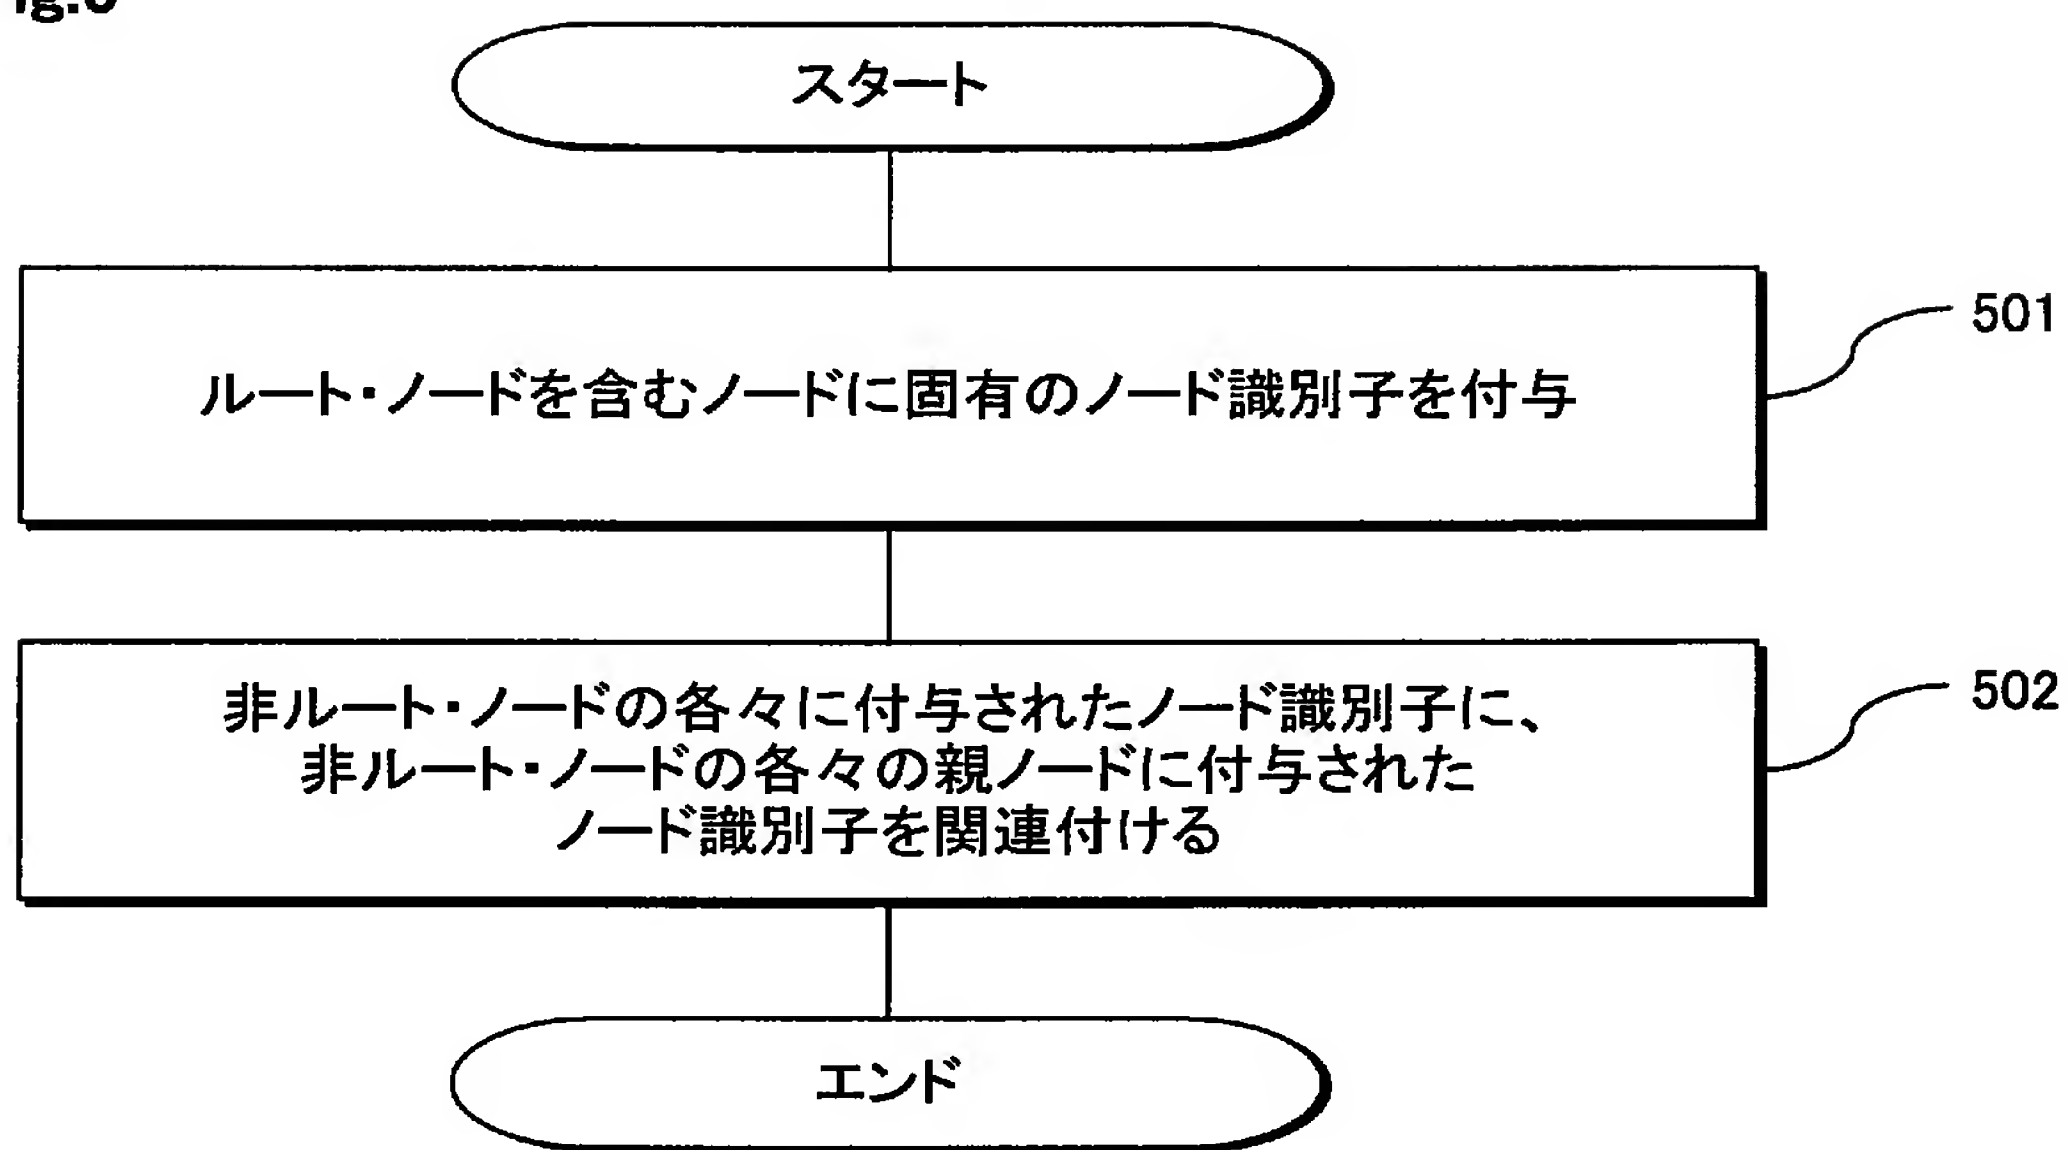 スタート
ルート・ノードを含むノードに固有のノード識別子を付与
501
非ルート・ノードの各々に付与されたノード識別子に、
非ルート・ノードの各々の親ノードに付与された
ノード識別子を関連付ける
502
エンド